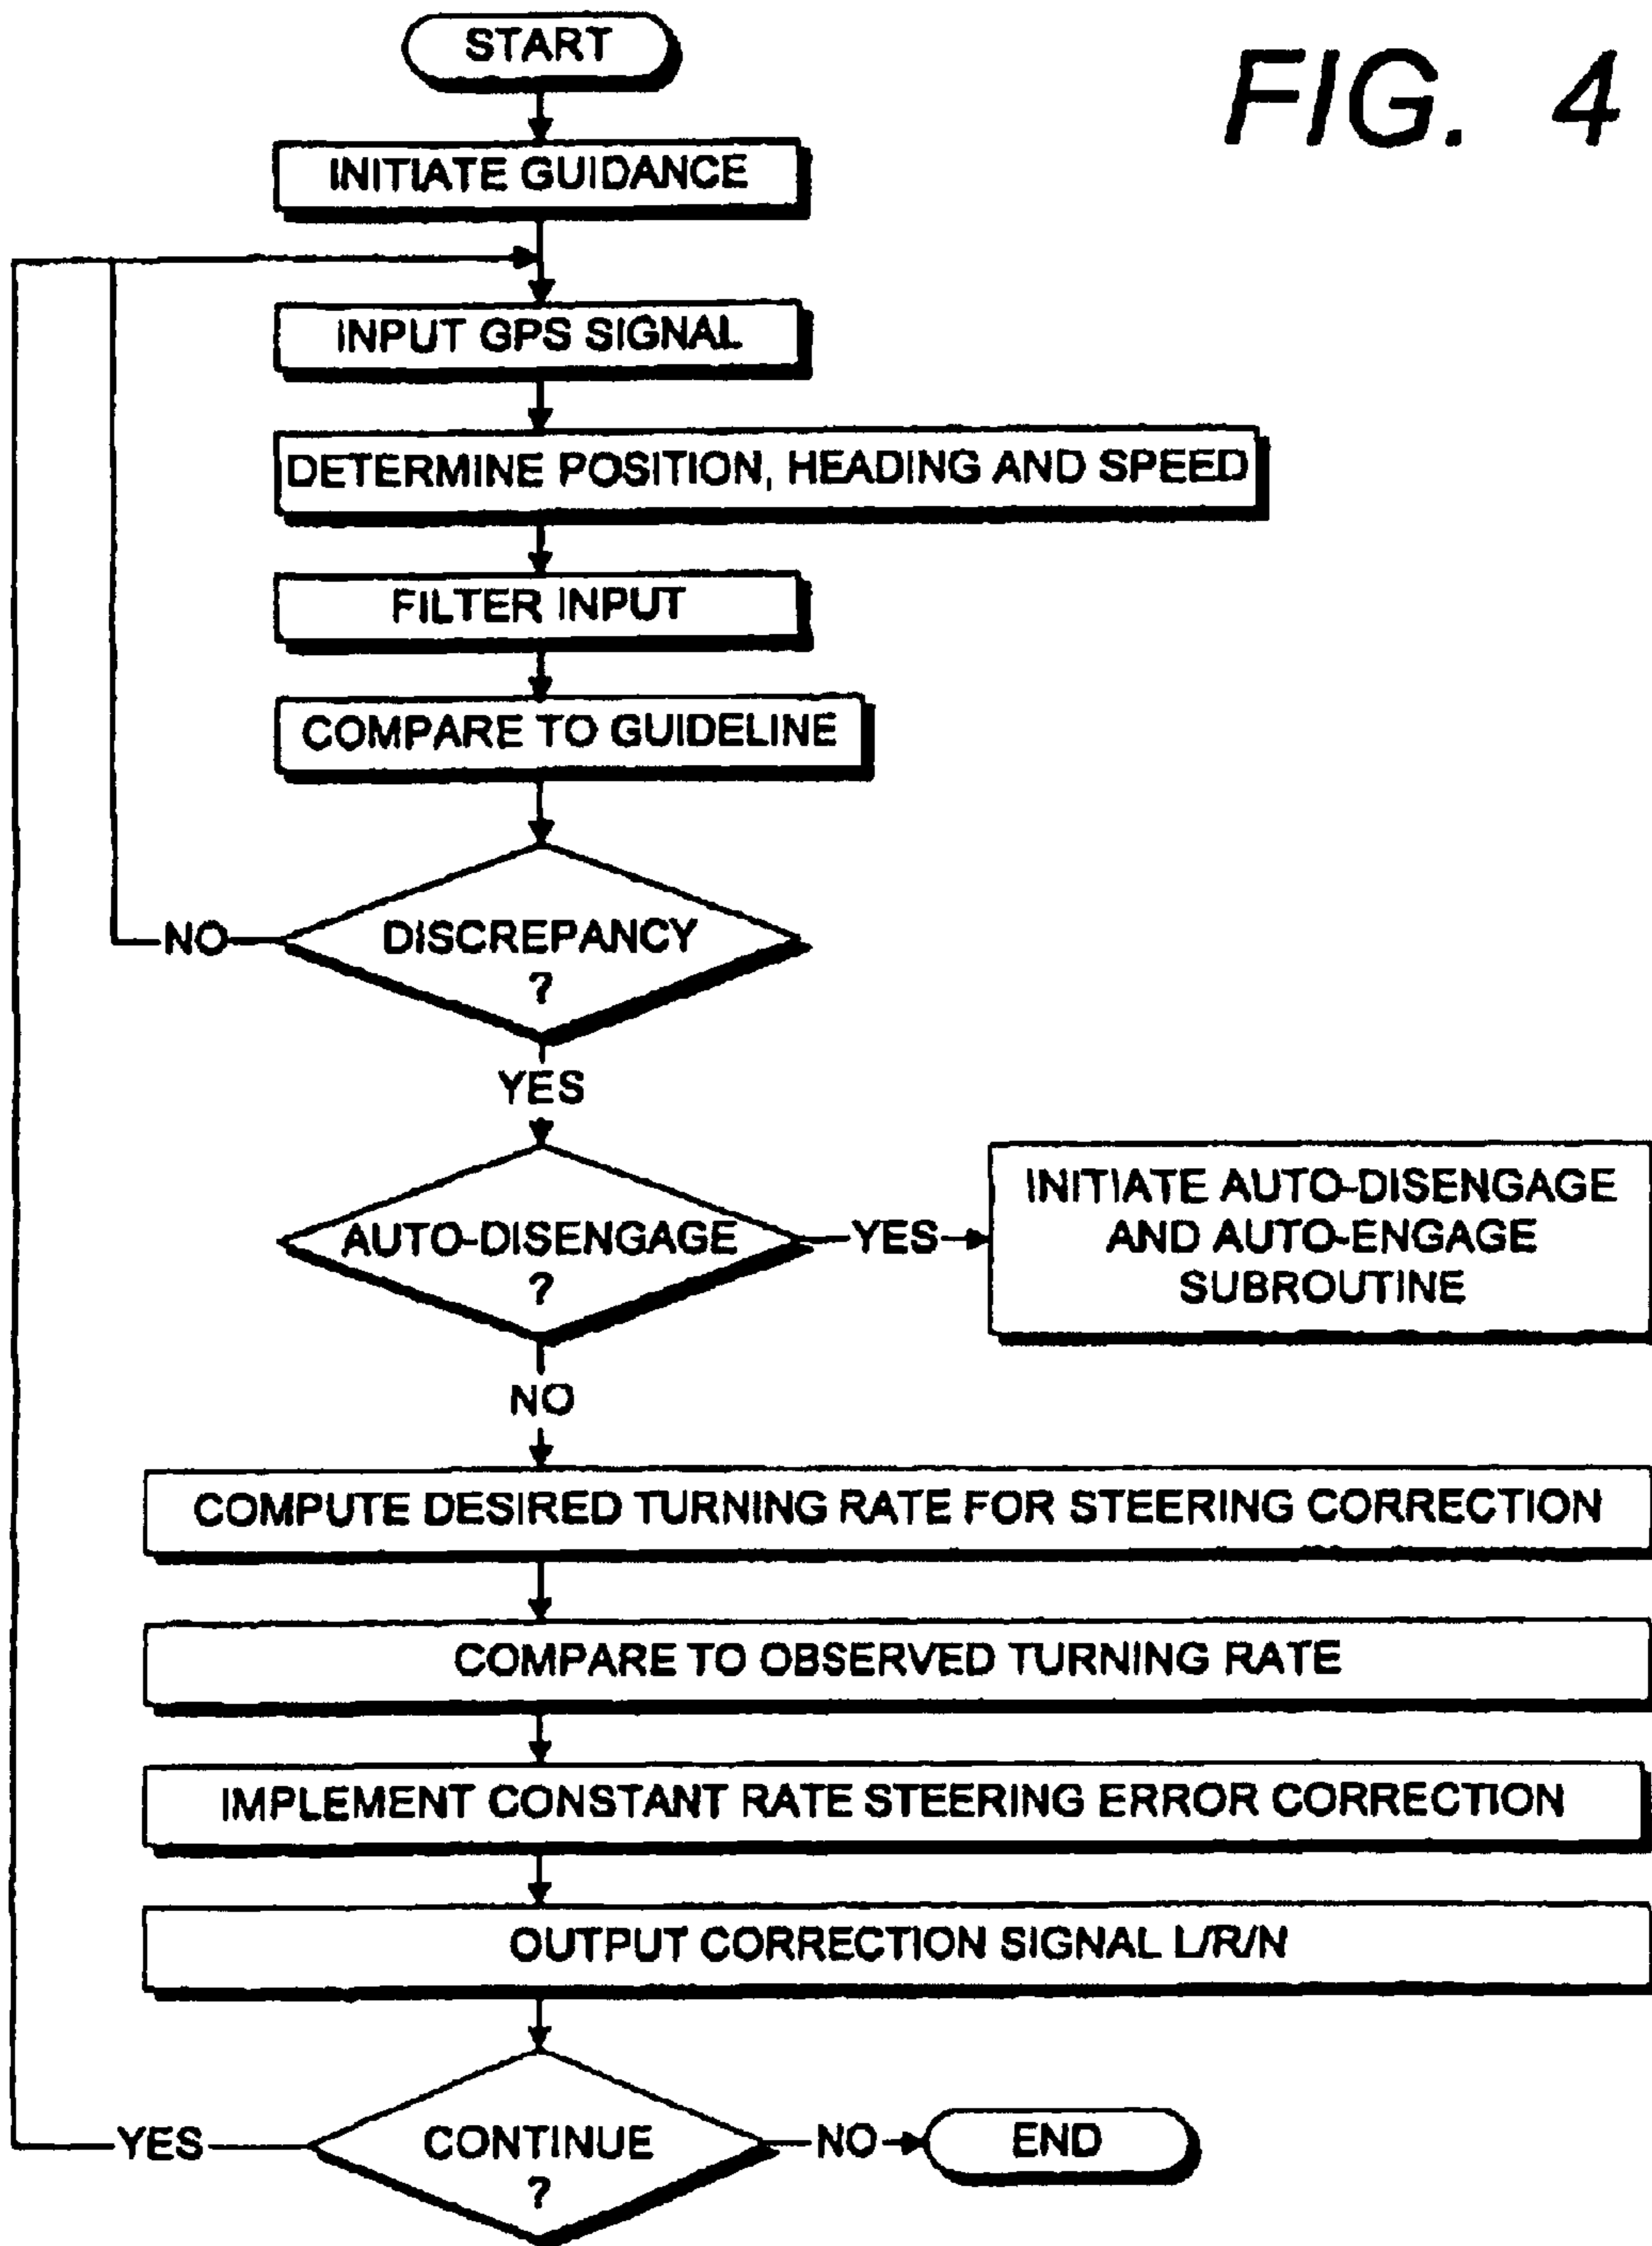 FIG. 4
START
INITIATE GUIDANCE
INPUT GPS SIGNAL
DETERMINE POSITION, HEADING AND SPEED
FILTER INPUT
COMPARE TO GUIDELINE
DISCREPANCY
?
NO
YES
AUTO-DISENGAGE
?
YES
INITIATE AUTO-DISENGAGE
AND AUTO-ENGAGE
SUBROUTINE
NO
COMPUTE DESIRED TURNING RATE FOR STEERING CORRECTION
COMPARE TO OBSERVED TURNING RATE
IMPLEMENT CONSTANT RATE STEERING ERROR CORRECTION
OUTPUT CORRECTION SIGNAL L/R/N
CONTINUE
?
YES
NO
END